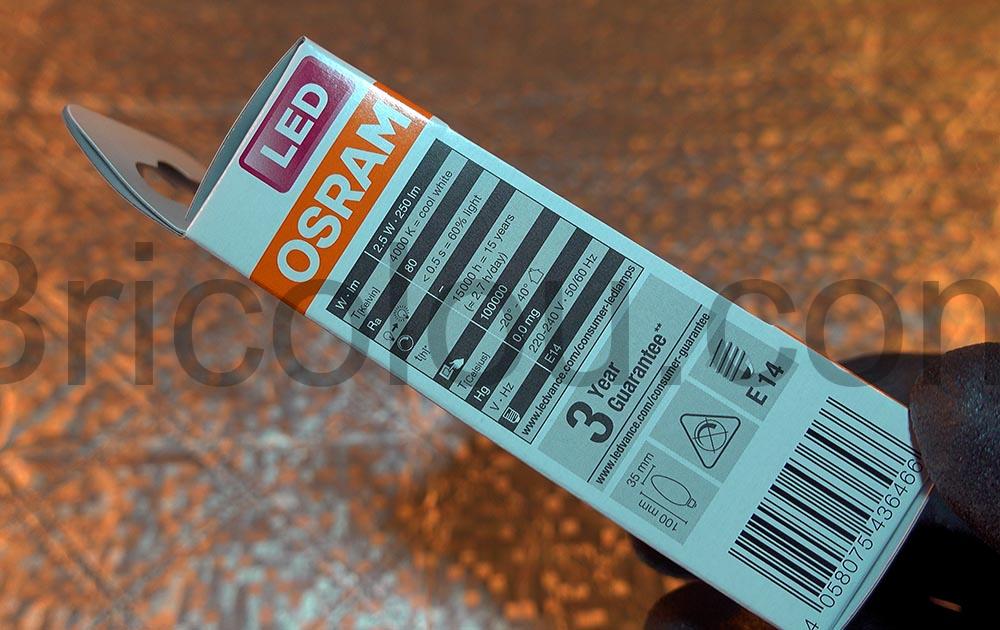 LED
OSRAM
W · lm 2.5 W · 250 lm
T[Kelvin] 4000 K = cool white
Ra 80
< 0.5 s = 60% light
–
t[h] 15000 h = 15 years
(= 2,7 h/day)
100000
T[Celsius] -20° 40°
Hg 0.0 mg
V · Hz 220-240 V · 50/60 Hz
E14
www.ledvance.com/consumer-ledlamps
3 Year
Guarantee**
www.ledvance.com/consumer-guarantee
35 mm
100 mm
E14
4 058075 436466
Bricolour.com